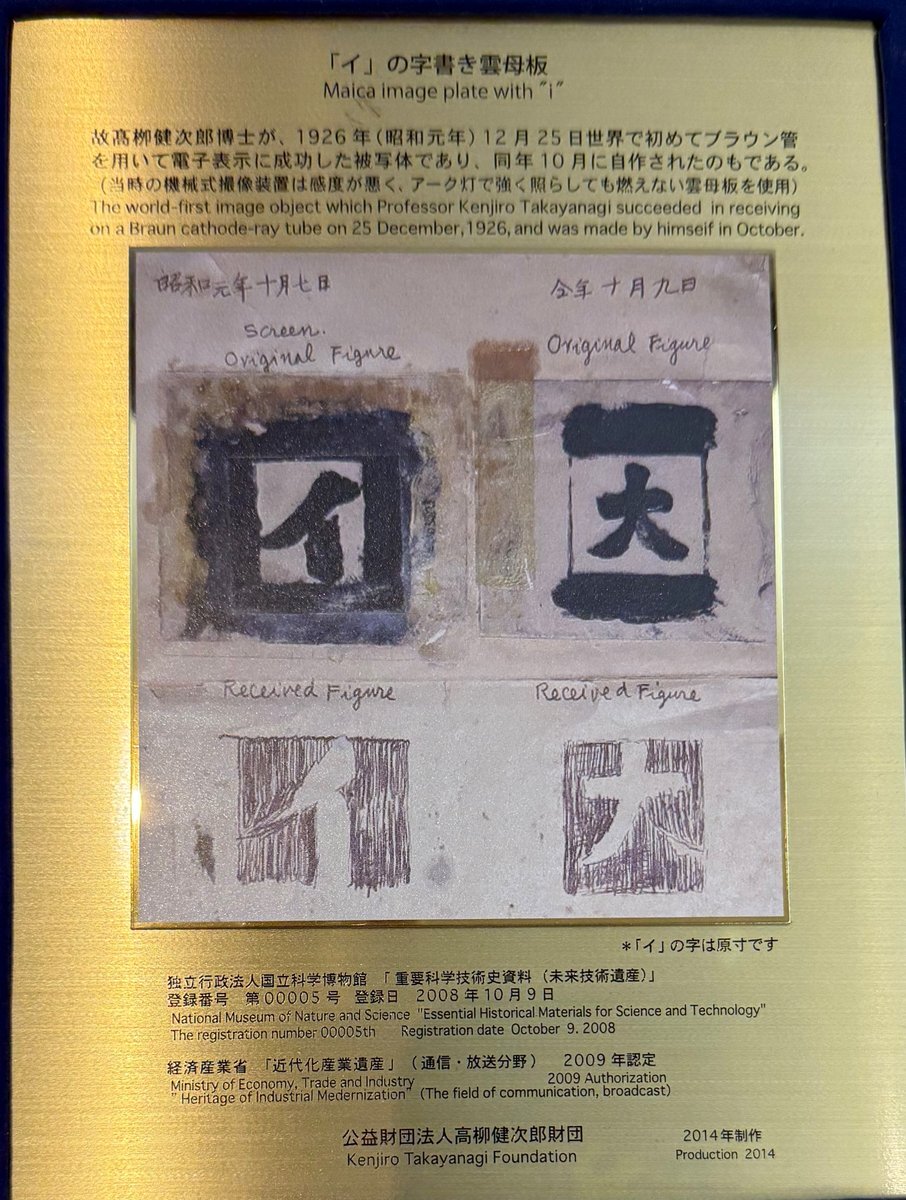 「イ」の字書き雲母板
Maica image plate with "i"
故髙柳健次郎博士が、1926年(昭和元年)12月25日世界で初めてブラウン管
を用いて電子表示に成功した被写体であり、同年10月に自作されたのもである。
(当時の機械式撮像装置は感度が悪く、アーク灯で強く照らしても燃えない雲母板を使用)
The world-first image object which Professor Kenjiro Takayanagi succeeded in receiving
on a Braun cathode-ray tube on 25 December,1926, and was made by himseif in October.
昭和元年十月七日
仝年十月九日
Screen.
Original Figure
Original Figure
イ
大
Received Figure
Received Figure
イ
大
*「イ」の字は原寸です
独立行政法人国立科学博物館 「重要科学技術史資料(未来技術遺産)」
登録番号 第00005号 登録日 2008年10月9日
National Museum of Nature and Science "Essential Historical Materials for Science and Technology"
The registration number 00005th Registration date October 9. 2008
経済産業省 「近代化産業遺産」(通信・放送分野) 2009年認定
Ministry of Economy, Trade and Industry 2009 Authorization
" Heritage of Industrial Medernization" (The field of communication, broadcast)
公益財団法人高柳健次郎財団 2014年制作
Kenjiro Takayanagi Foundation Production 2014